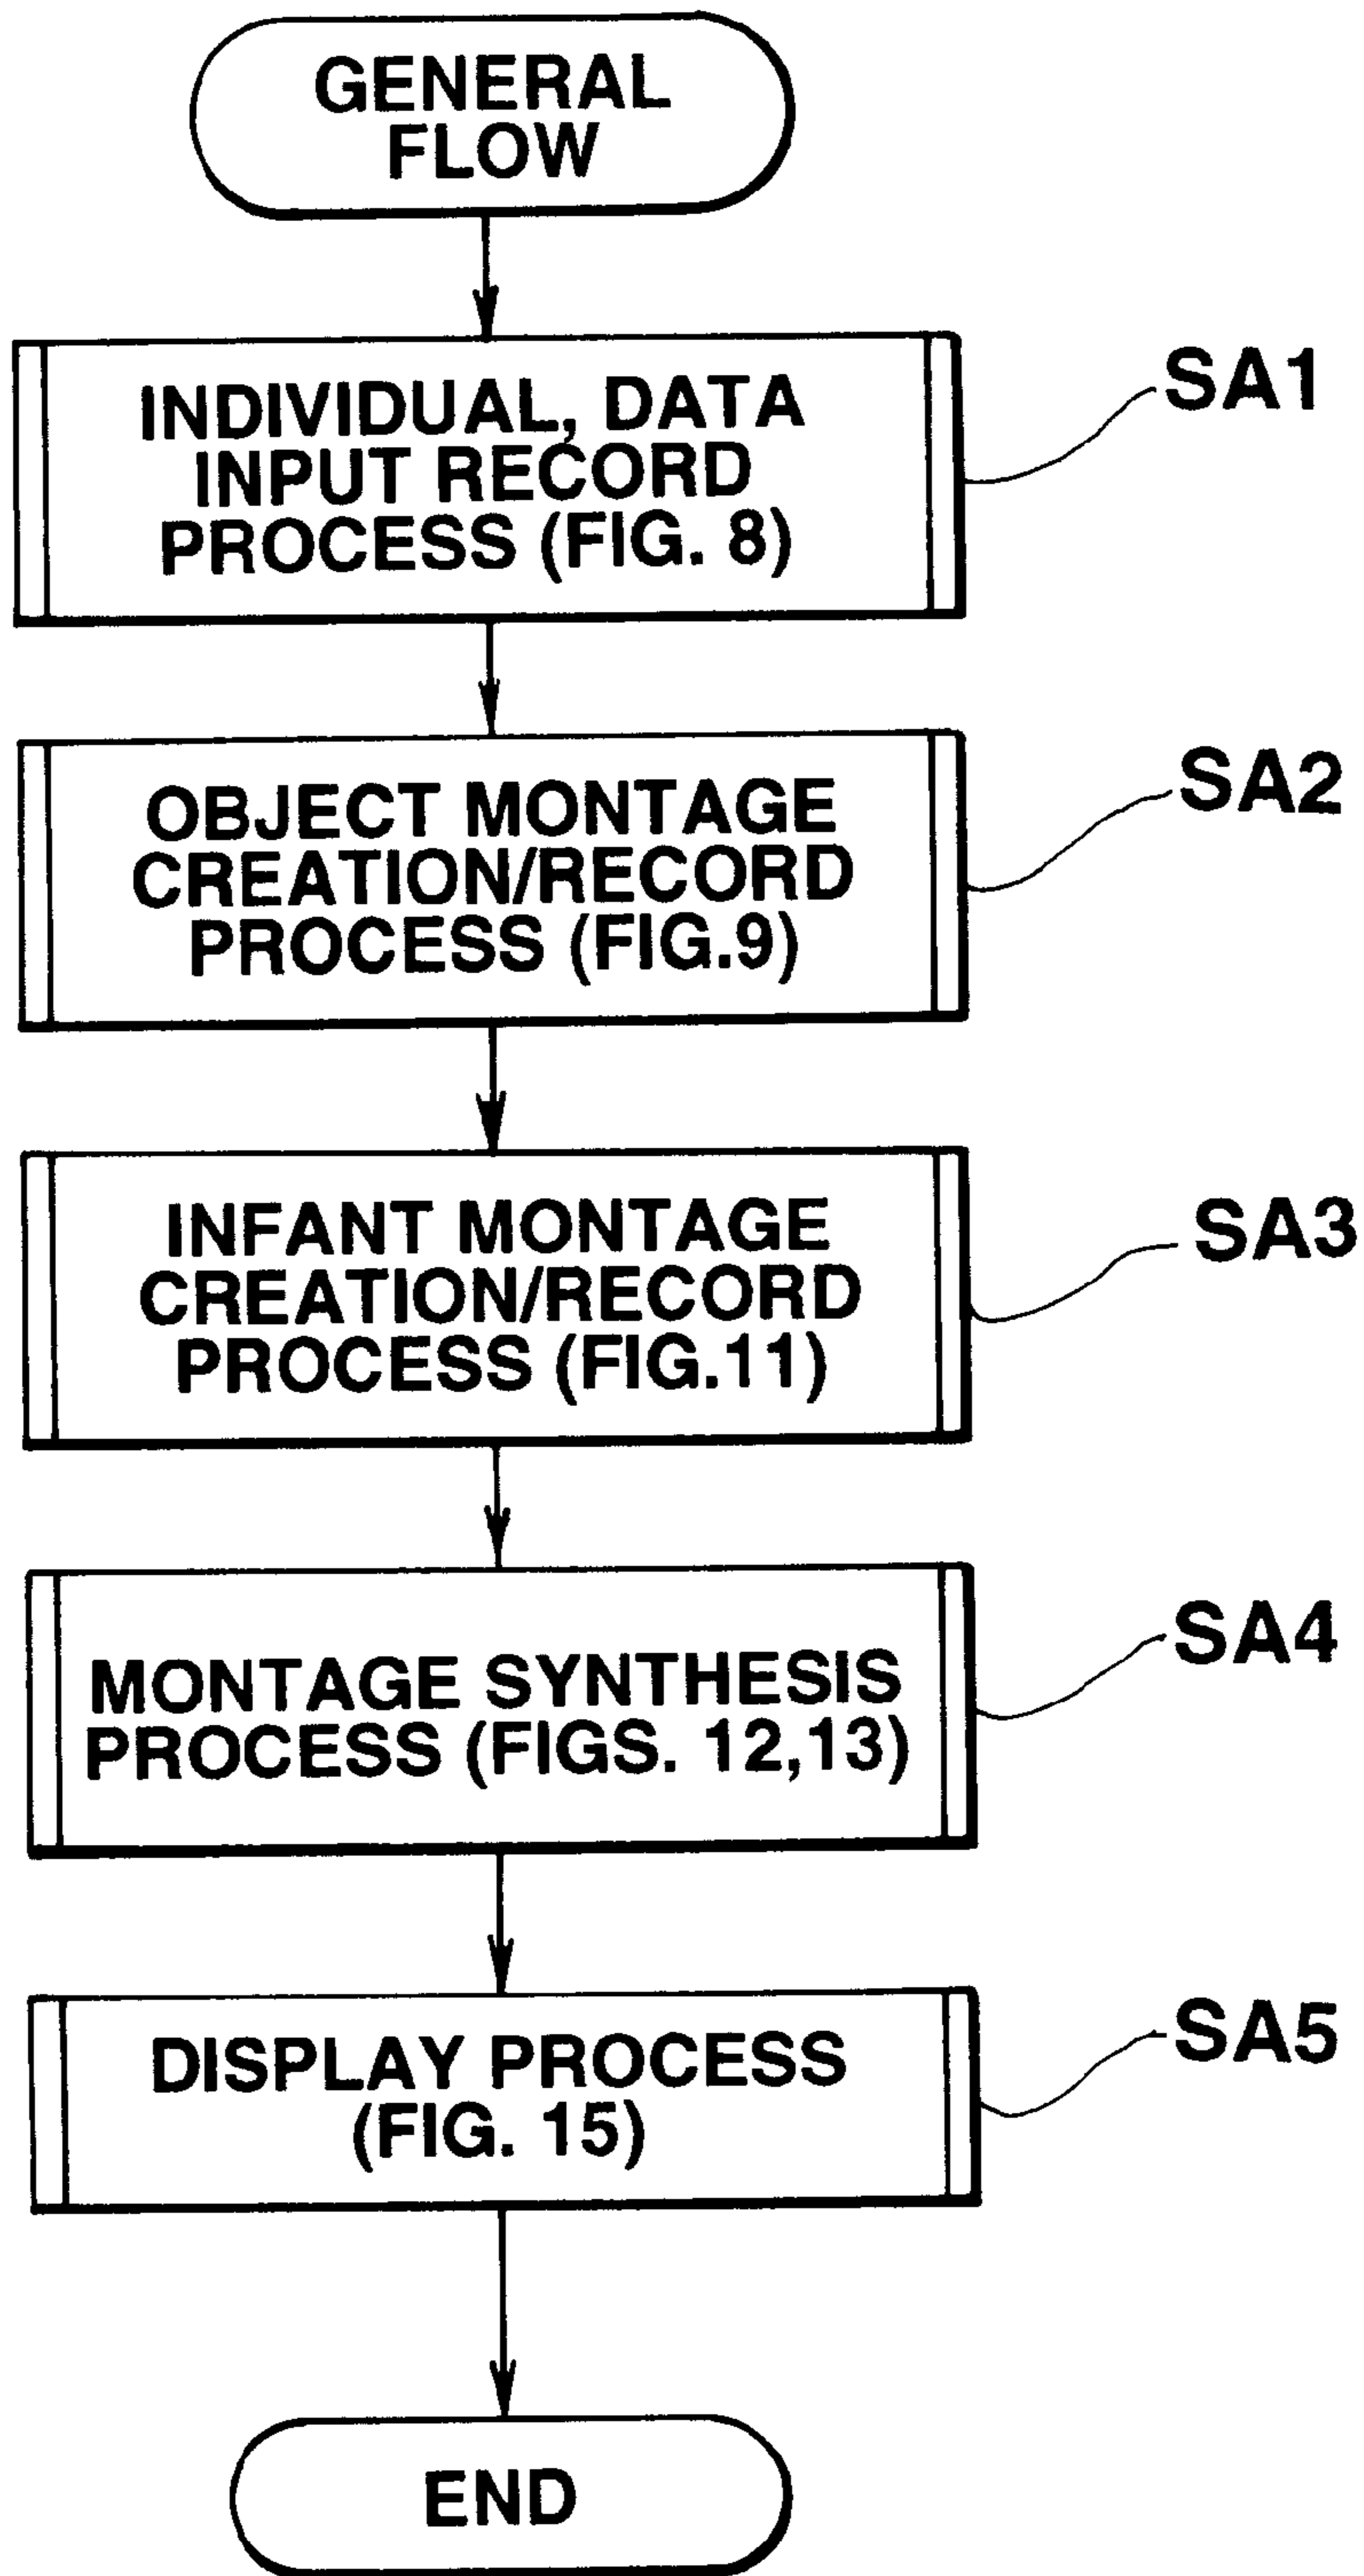 GENERAL
FLOW
INDIVIDUAL, DATA
INPUT RECORD
PROCESS (FIG. 8)
SA1
OBJECT MONTAGE
CREATION/RECORD
PROCESS (FIG.9)
SA2
INFANT MONTAGE
CREATION/RECORD
PROCESS (FIG.11)
SA3
MONTAGE SYNTHESIS
PROCESS (FIGS. 12,13)
SA4
DISPLAY PROCESS
(FIG. 15)
SA5
END